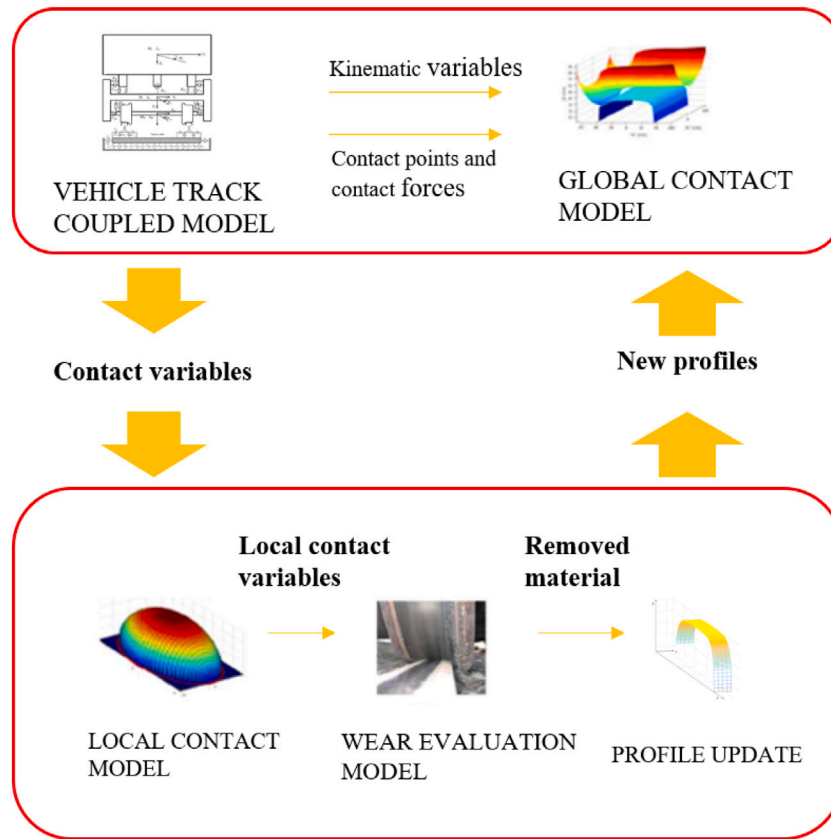 Kinematic variables
Contact points and
contact forces
VEHICLE TRACK
COUPLED MODEL
GLOBAL CONTACT
MODEL
Contact variables
New profiles
Local contact
variables
Removed
material
LOCAL CONTACT
MODEL
WEAR EVALUATION
MODEL
PROFILE UPDATE